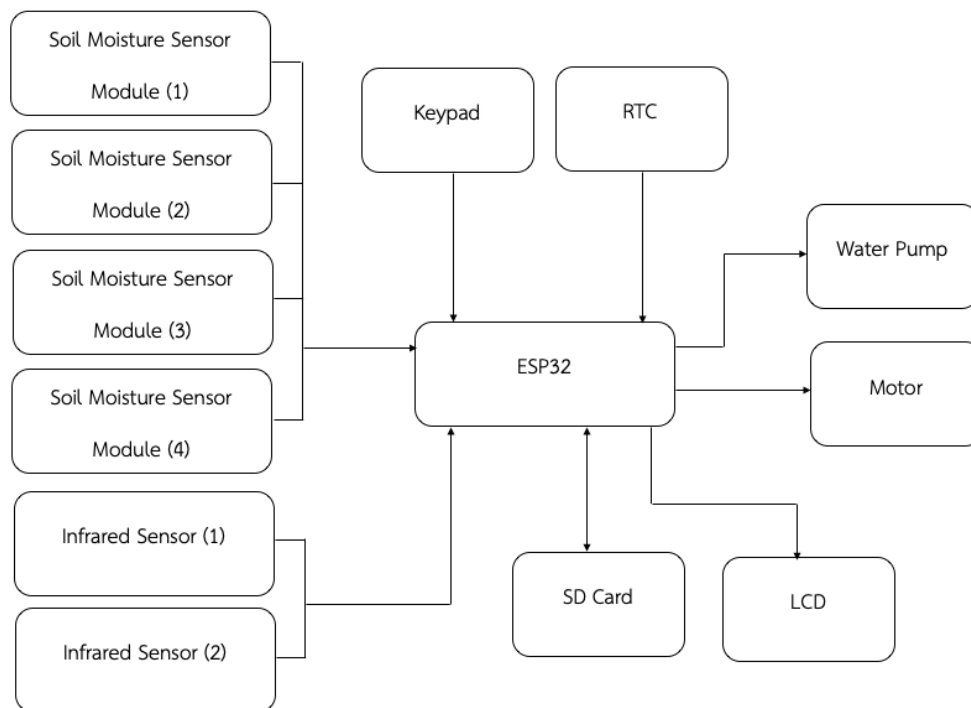 Soil Moisture Sensor
Module (1)
Soil Moisture Sensor
Module (2)
Soil Moisture Sensor
Module (3)
Soil Moisture Sensor
Module (4)
Infrared Sensor (1)
Infrared Sensor (2)
Keypad
RTC
ESP32
Water Pump
Motor
SD Card
LCD